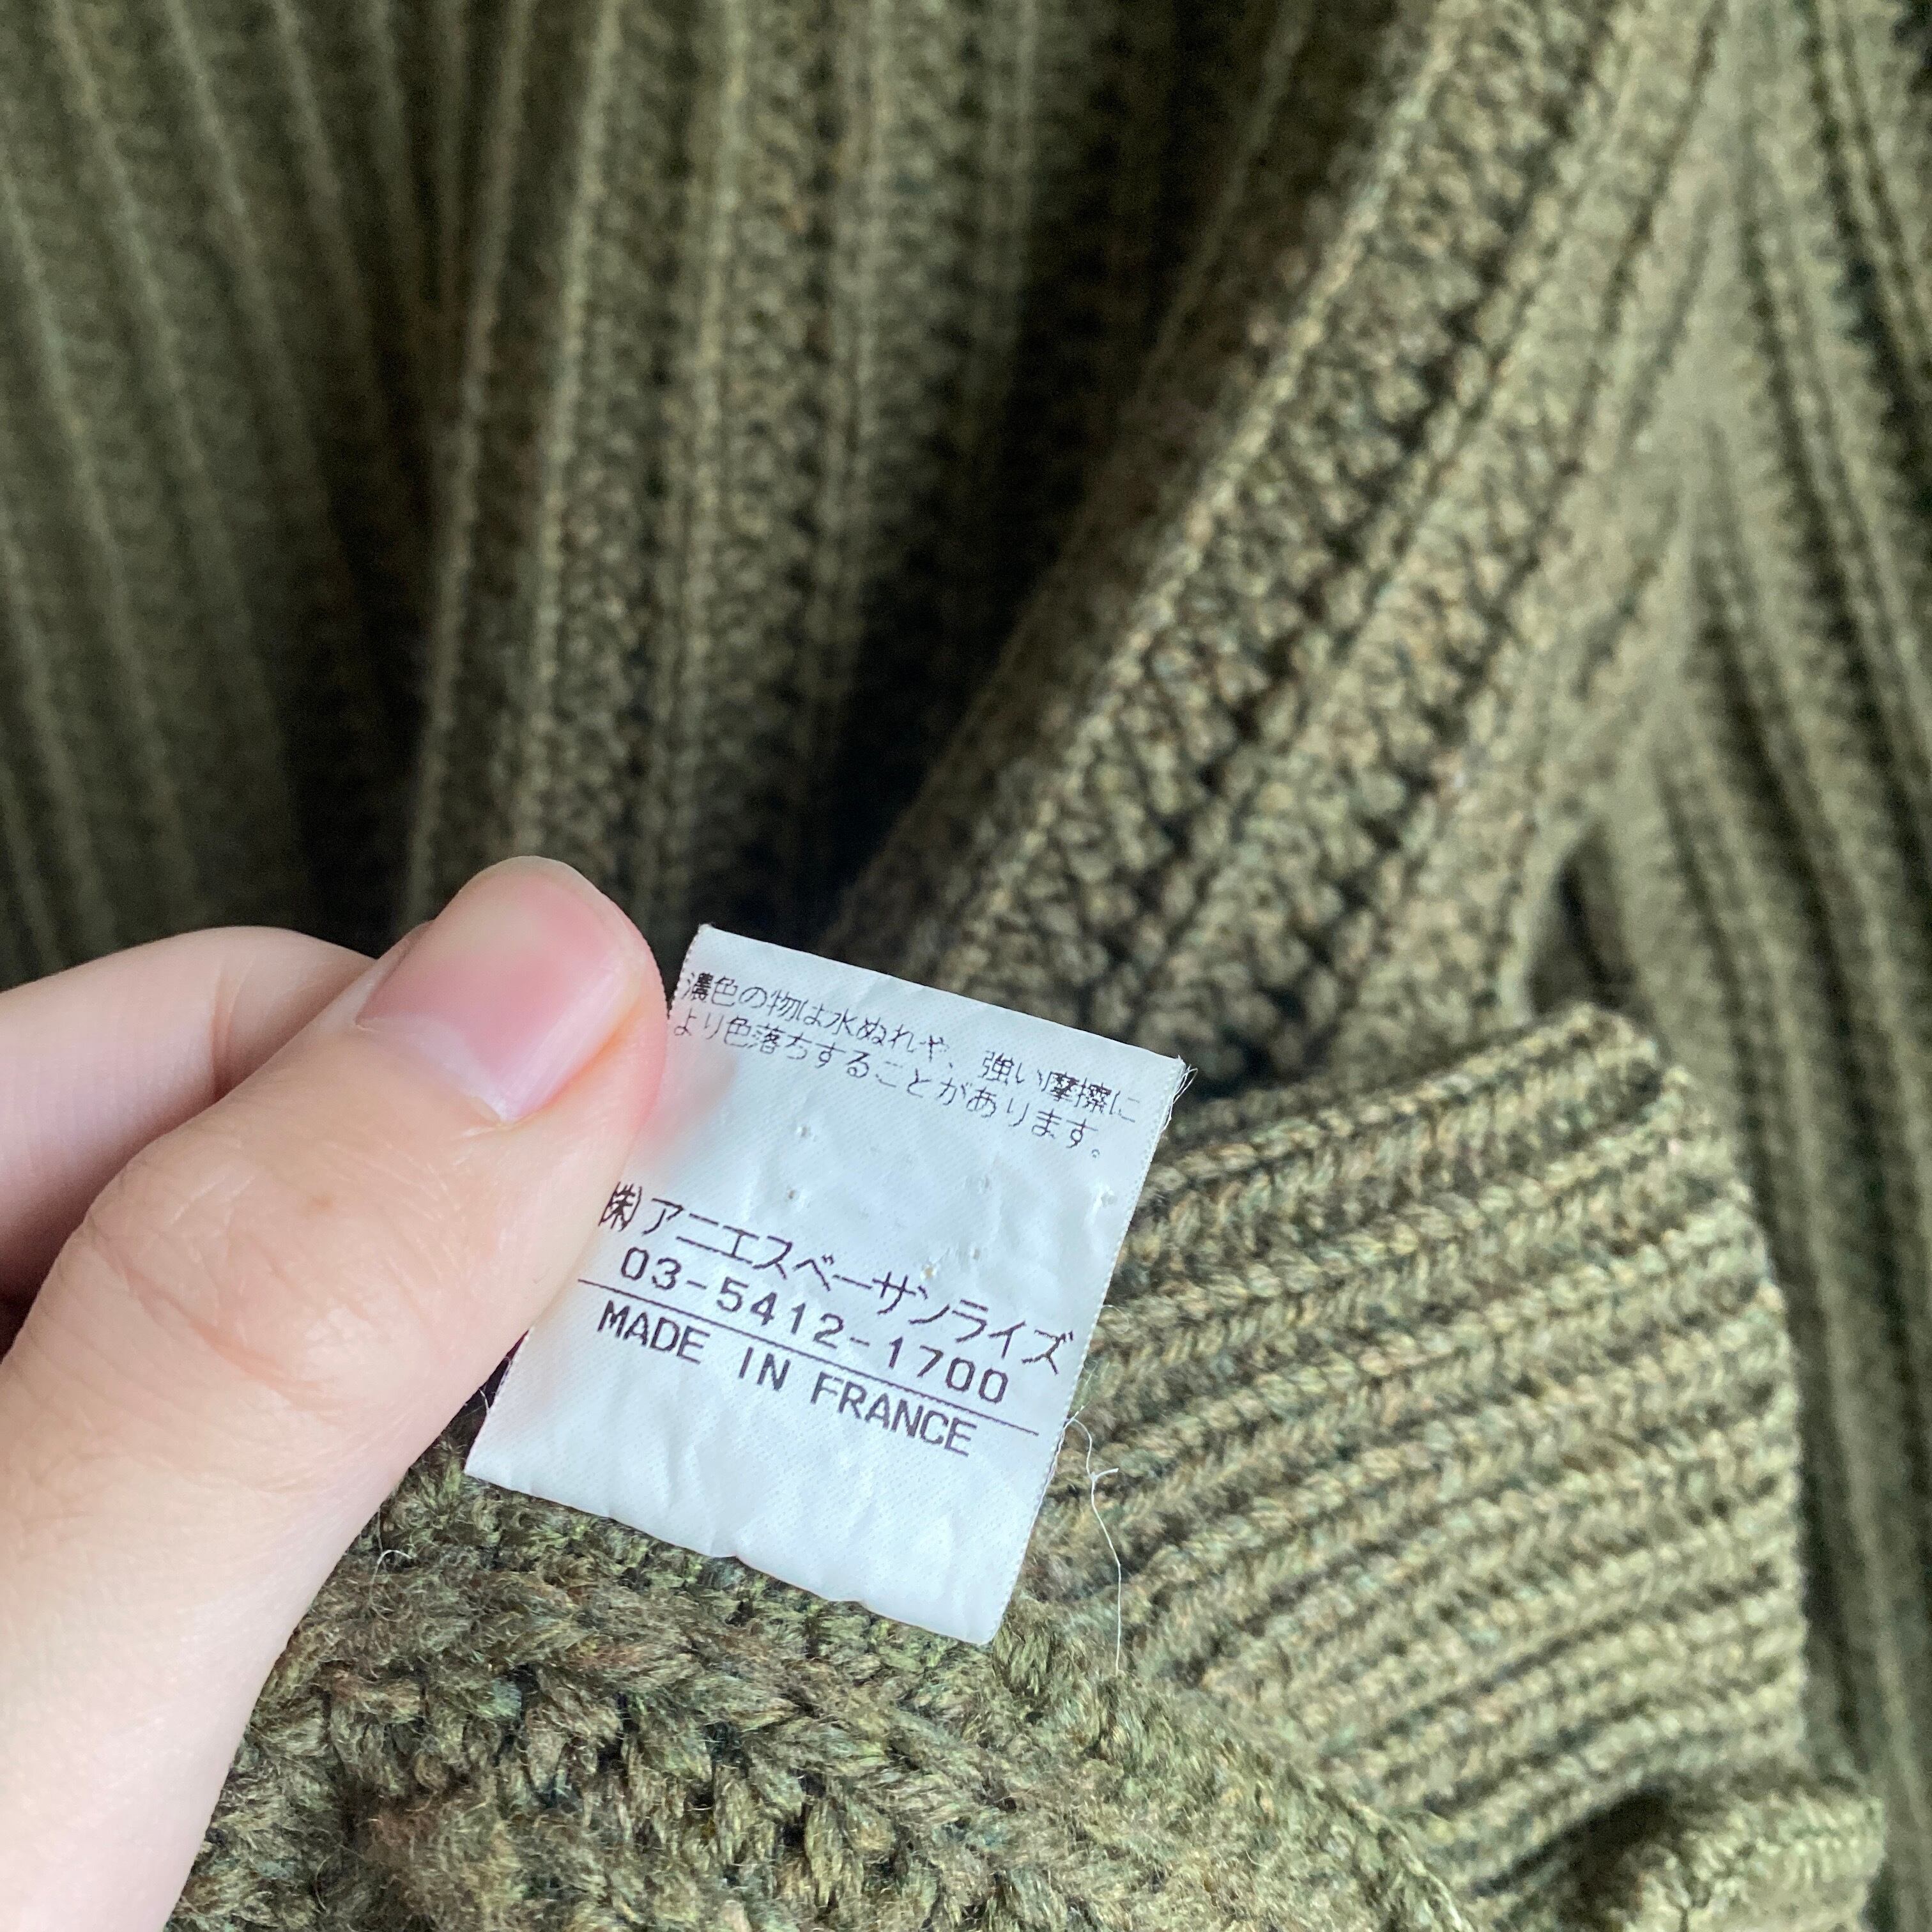 濃色の物は水ぬれや、強い摩擦に
より色落ちすることがあります。
㈱アニエスベーサンライズ
03-5412-1700
MADE IN FRANCE